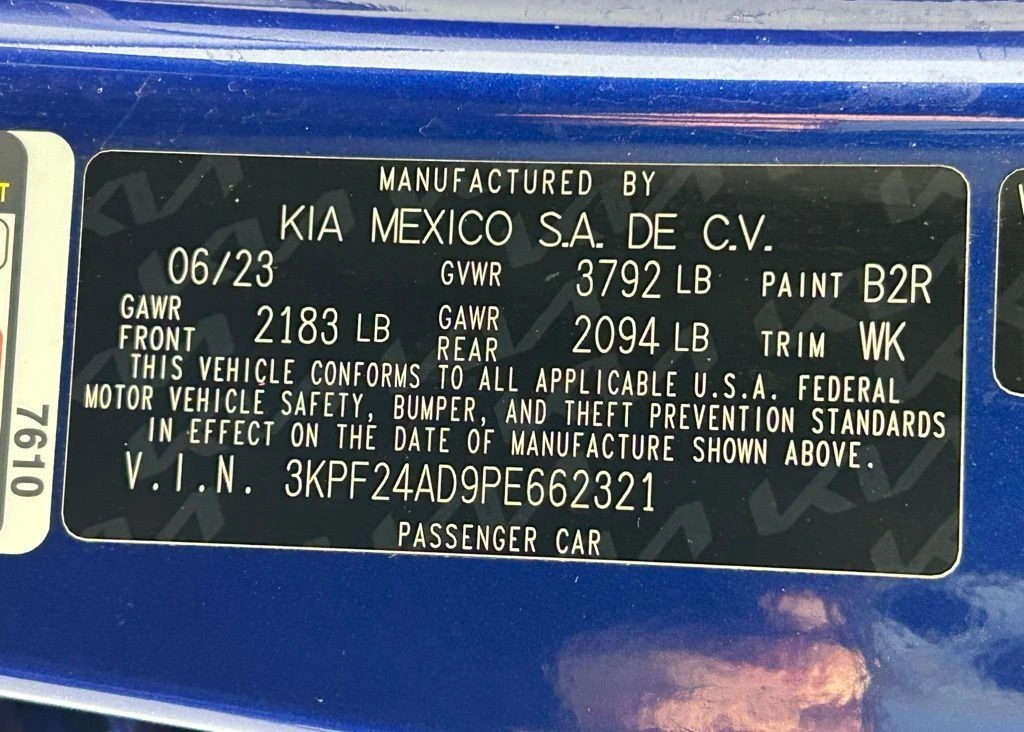 MANUFACTURED BY
KIA MEXICO S.A. DE C.V.
06/23 GVWR 3792 LB PAINT B2R
GAWR FRONT 2183 LB GAWR REAR 2094 LB TRIM WK
THIS VEHICLE CONFORMS TO ALL APPLICABLE U.S.A. FEDERAL
MOTOR VEHICLE SAFETY, BUMPER, AND THEFT PREVENTION STANDARDS
IN EFFECT ON THE DATE OF MANUFACTURE SHOWN ABOVE.
V.I.N. 3KPF24AD9PE662321
PASSENGER CAR
7610